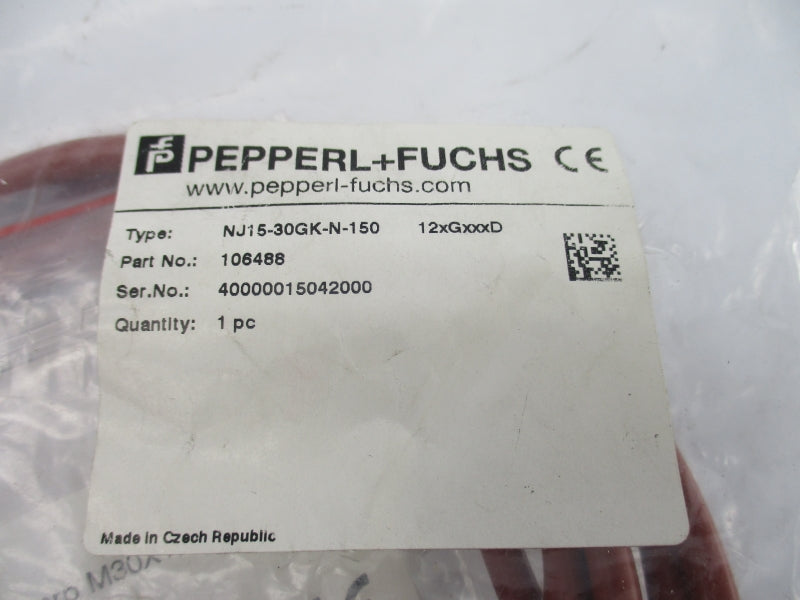 PEPPERL+FUCHS CE
www.pepperl-fuchs.com
Type: NJ15-30GK-N-150 12xGxxxD
Part No.: 106488
Ser.No.: 40000015042000
Quantity: 1 pc
Made in Czech Republic